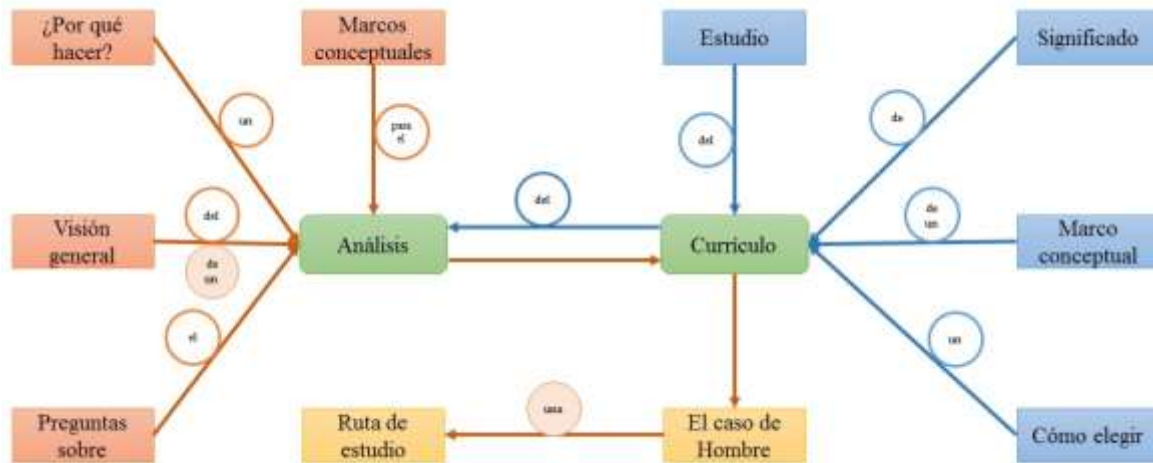 ¿Por qué
hacer?
Marcos
conceptuales
Estudio
Significado
un
para
el
del
de
Visión
general
del
de
un
Análisis
del
Currículo
de
un
Marco
conceptual
el
un
Preguntas
sobre
Ruta de
estudio
usa
El caso de
Hombre
Cómo elegir